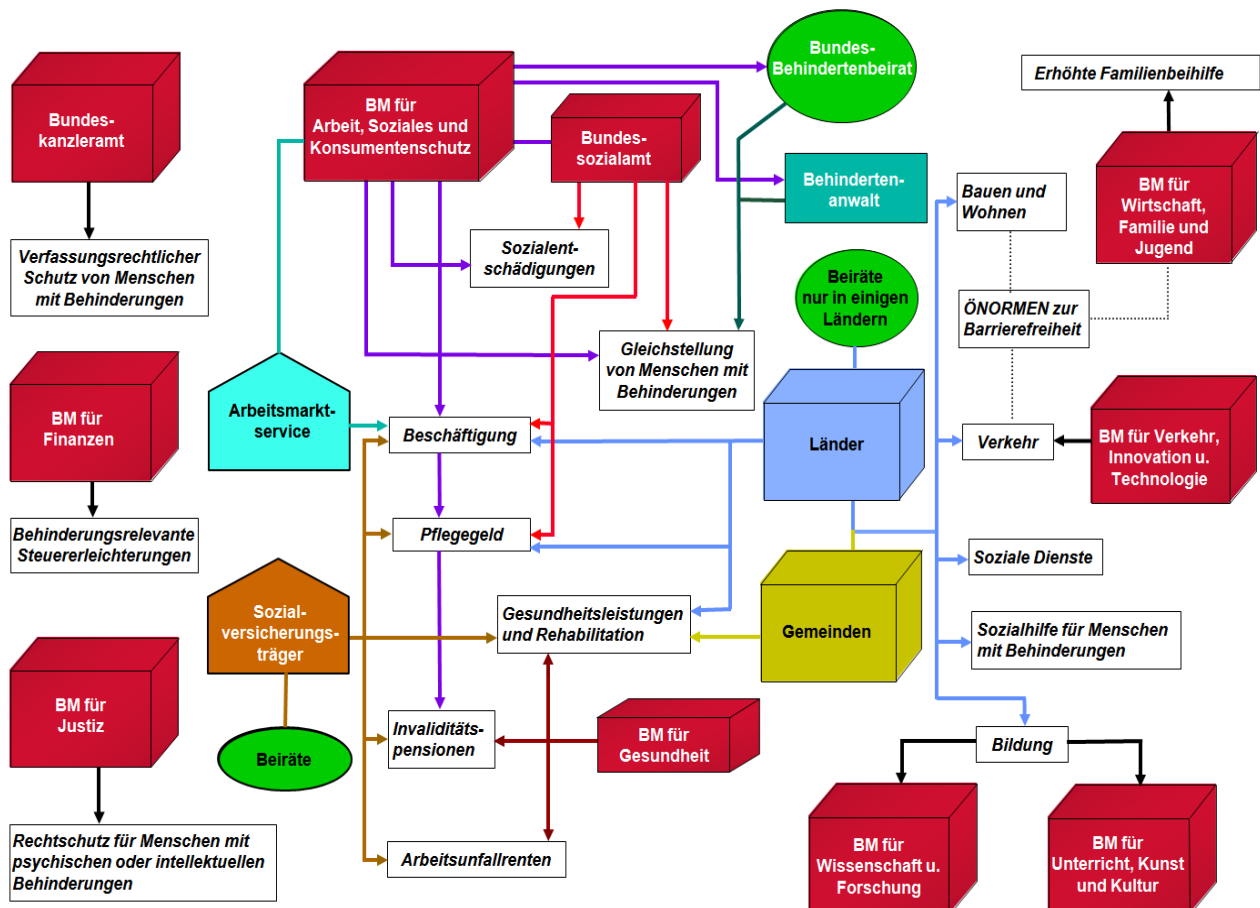 Bundes-
Behindertenbeirat
Erhöhte Familienbeihilfe
Bundes-
kanzleramt
BM für
Arbeit, Soziales und
Konsumentenschutz
Bundes-
sozialamt
Behinderten-
anwalt
Bauen und
Wohnen
BM für
Wirtschaft,
Familie und
Jugend
Verfassungsrechtlicher
Schutz von Menschen
mit Behinderungen
Sozialent-
schädigungen
Beiräte
nur in einigen
Ländern
ÖNORMEN zur
Barrierefreiheit
Gleichstellung
von Menschen mit
Behinderungen
BM für
Finanzen
Arbeitsmarkt-
service
Beschäftigung
Länder
Verkehr
BM für Verkehr,
Innovation u.
Technologie
Behinderungsrelevante
Steuererleichterungen
Pflegegeld
Soziale Dienste
Sozial-
versicherungs-
träger
Gesundheitsleistungen
und Rehabilitation
Gemeinden
Sozialhilfe für Menschen
mit Behinderungen
BM für
Justiz
Beiräte
Invaliditäts-
pensionen
BM für
Gesundheit
Bildung
Rechtschutz für Menschen mit
psychischen oder intellektuellen
Behinderungen
Arbeitsunfallrenten
BM für
Wissenschaft u.
Forschung
BM für
Unterricht, Kunst
und Kultur